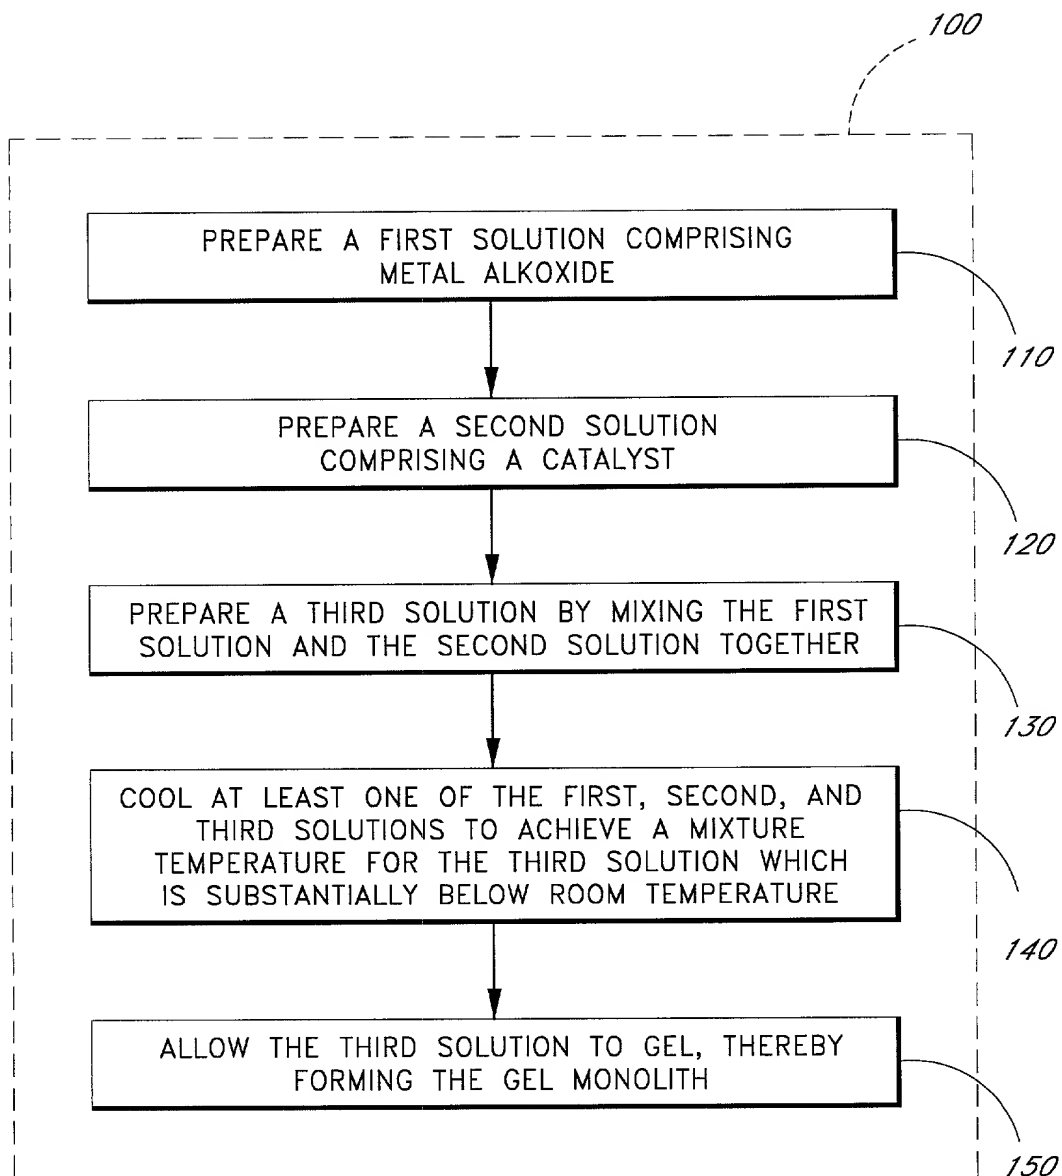 100
PREPARE A FIRST SOLUTION COMPRISING
METAL ALKOXIDE
110
PREPARE A SECOND SOLUTION
COMPRISING A CATALYST
120
PREPARE A THIRD SOLUTION BY MIXING THE FIRST
SOLUTION AND THE SECOND SOLUTION TOGETHER
130
COOL AT LEAST ONE OF THE FIRST, SECOND, AND
THIRD SOLUTIONS TO ACHIEVE A MIXTURE
TEMPERATURE FOR THE THIRD SOLUTION WHICH
IS SUBSTANTIALLY BELOW ROOM TEMPERATURE
140
ALLOW THE THIRD SOLUTION TO GEL, THEREBY
FORMING THE GEL MONOLITH
150